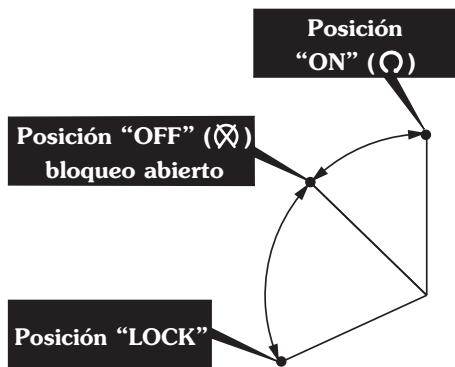 Posición
“ON” (Ω)
Posición “OFF” (⊗)
bloqueo abierto
Posición “LOCK”